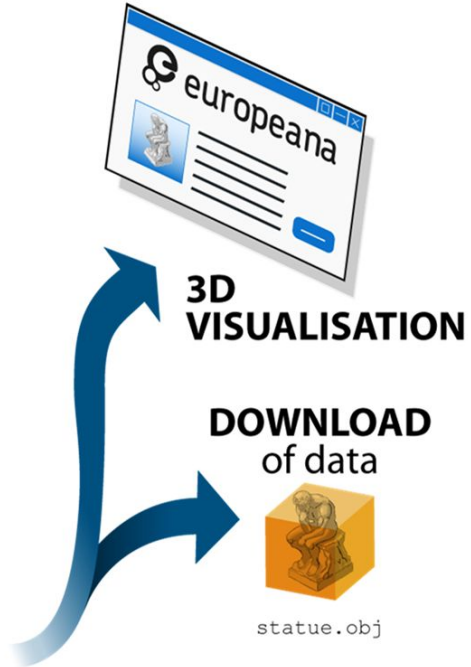 europeana
3D
VISUALISATION
DOWNLOAD
of data
statue.obj